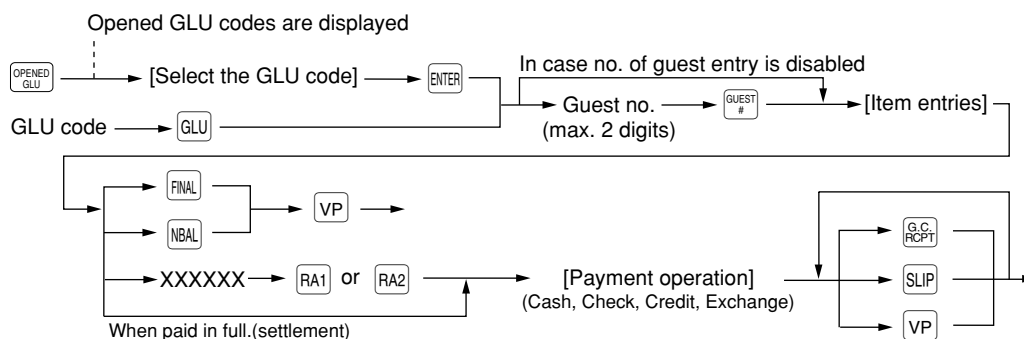 Opened GLU codes are displayed
OPENED
GLU
[Select the GLU code]
ENTER
In case no. of guest entry is disabled
GLU code
GLU
Guest no.
(max. 2 digits)
GUEST
#
[Item entries]
FINAL
NBAL
VP
XXXXXX
RA1 or RA2
When paid in full.(settlement)
[Payment operation]
(Cash, Check, Credit, Exchange)
G.C.
RCPT
SLIP
VP